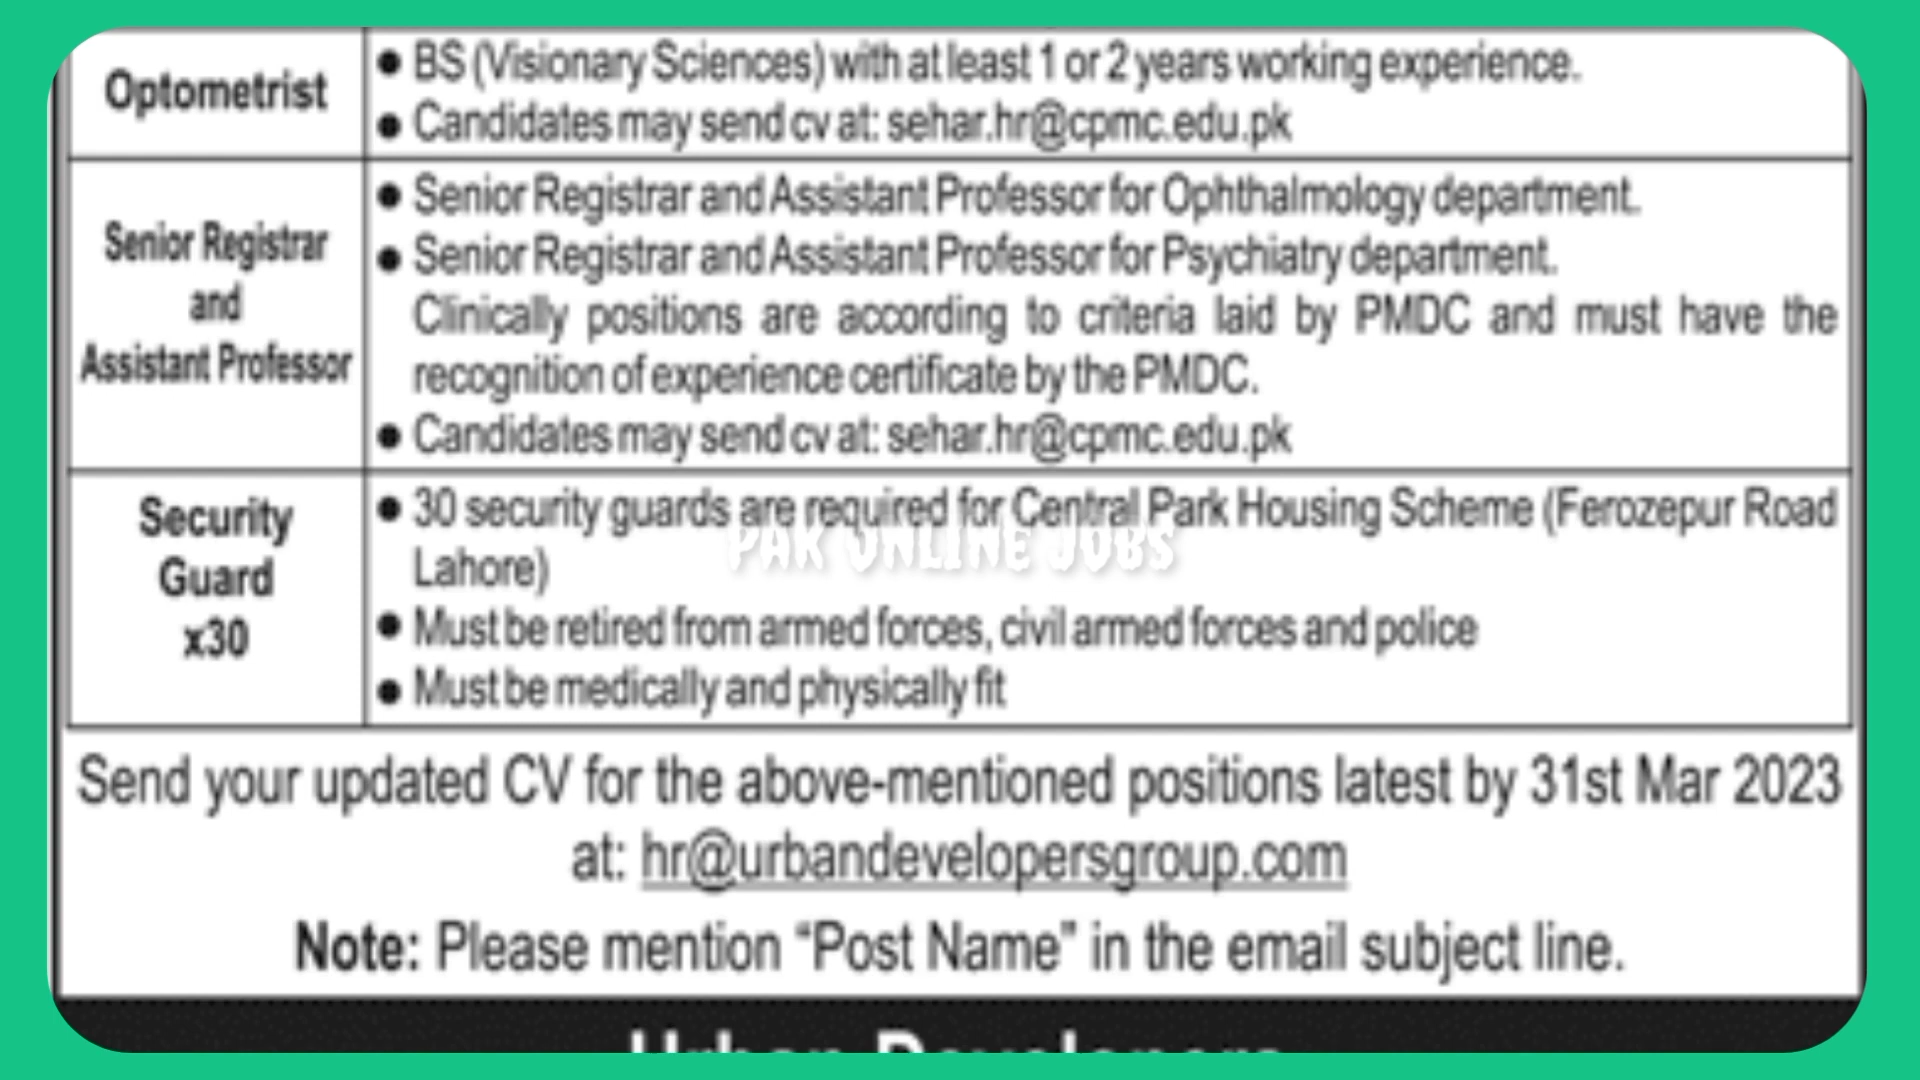 Optometrist
● BS (Visionary Sciences) with at least 1 or 2 years working experience.
● Candidates may send cv at: sehar.hr@cpmc.edu.pk
Senior Registrar
and
Assistant Professor
● Senior Registrar and Assistant Professor for Ophthalmology department.
● Senior Registrar and Assistant Professor for Psychiatry department.
Clinically positions are according to criteria laid by PMDC and must have the
recognition of experience certificate by the PMDC.
● Candidates may send cv at: sehar.hr@cpmc.edu.pk
Security
Guard
x30
● 30 security guards are required for Central Park Housing Scheme (Ferozepur Road
Lahore)
● Must be retired from armed forces, civil armed forces and police
● Must be medically and physically fit
PAK ONLINE JOBS
Send your updated CV for the above-mentioned positions latest by 31st Mar 2023
at: hr@urbandevelopersgroup.com
Note: Please mention “Post Name” in the email subject line.
Urban Developers